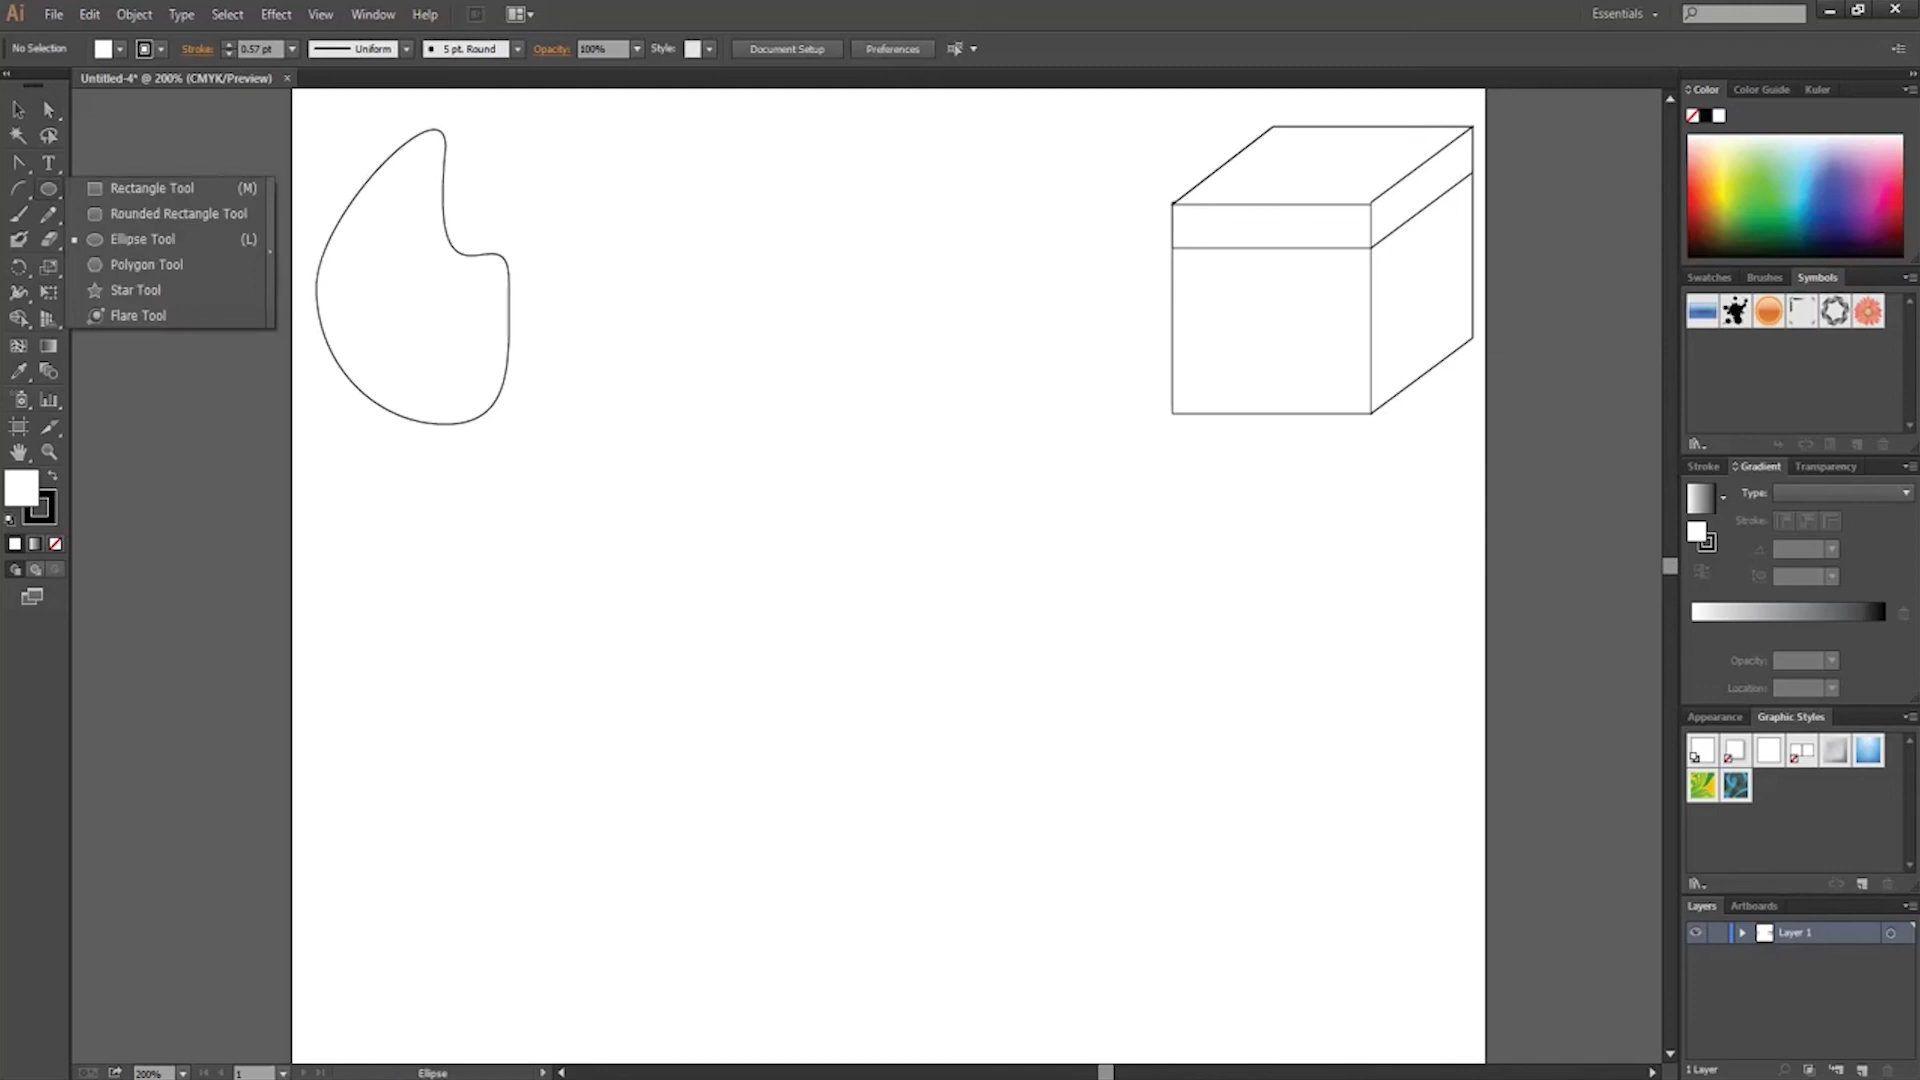 Ai File Edit Object Type Select Effect View Window Help Br Essentials
No Selection Stroke: 0.57 pt Uniform 5 pt. Round Opacity: 100% Style: Document Setup Preferences
Untitled-4* @ 200% (CMYK/Preview) ×
Color Color Guide Kuler
T
Rectangle Tool (M)
Rounded Rectangle Tool
Ellipse Tool (L)
Polygon Tool
Star Tool
Flare Tool
Swatches Brushes Symbols
Stroke Gradient Transparency
Type:
Stroke:
Opacity:
Location:
Appearance Graphic Styles
Layers Artboards
Layer 1
1 Layer
200% 1 Ellipse